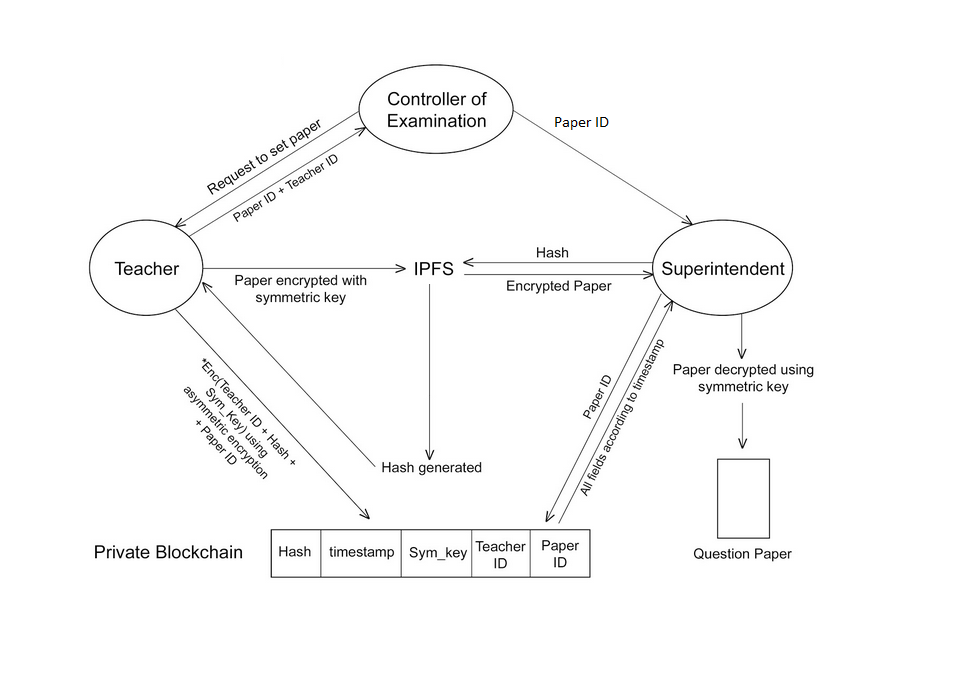 Controller of
Examination
Paper ID
Request to set paper
Paper ID + Teacher ID
Teacher
Paper encrypted with
symmetric key
IPFS
Hash
Encrypted Paper
Superintendent
*Enc(Teacher ID + Hash +
Sym_Key) using
asymmetric encryption
+ Paper ID
Hash generated
Paper ID
All fields according to timestamp
Paper decrypted using
symmetric key
Question Paper
Private Blockchain
Hash
timestamp
Sym_key
Teacher
ID
Paper
ID